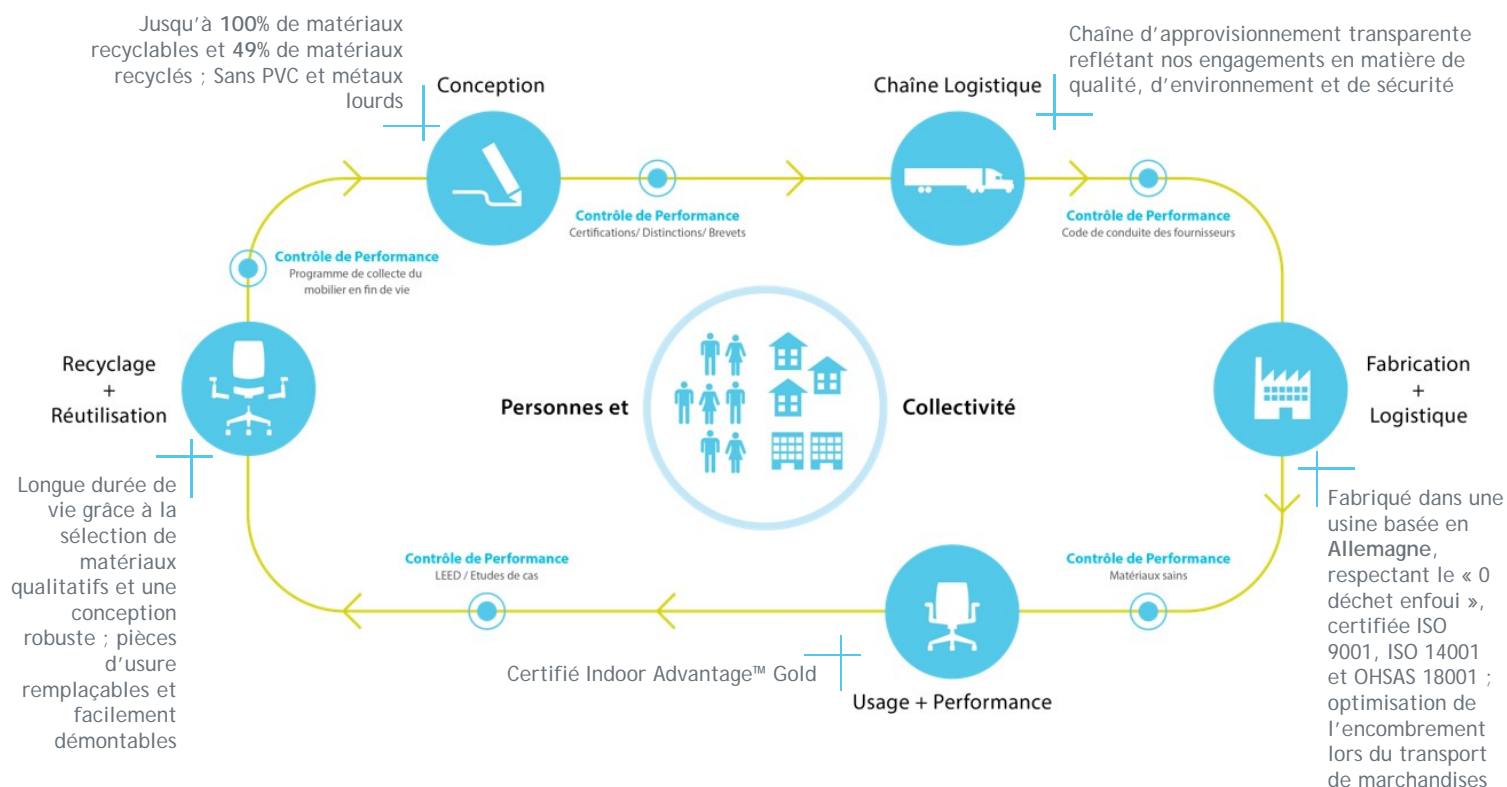 Jusqu'à 100% de matériaux
recyclables et 49% de matériaux
recyclés ; Sans PVC et métaux
lourds
Conception
Chaîne Logistique
Chaîne d'approvisionnement transparente
reflétant nos engagements en matière de
qualité, d'environnement et de sécurité
Contrôle de Performance
Certifications/ Distinctions/ Brevets
Contrôle de Performance
Code de conduite des fournisseurs
Contrôle de Performance
Programme de collecte du
mobilier en fin de vie
Recyclage
+
Réutilisation
Personnes et
Collectivité
Fabrication
+
Logistique
Longue durée de
vie grâce à la
sélection de
matériaux
qualitatifs et une
conception
robuste ; pièces
d'usure
remplaçables et
facilement
démontables
Fabriqué dans une
usine basée en
Allemagne,
respectant le « 0
déchet enfoui »,
certifiée ISO
9001, ISO 14001
et OHSAS 18001 ;
optimisation de
l'encombrement
lors du transport
de marchandises
Contrôle de Performance
LEED / Etudes de cas
Contrôle de Performance
Matériaux sains
Certifié Indoor Advantage™ Gold
Usage + Performance